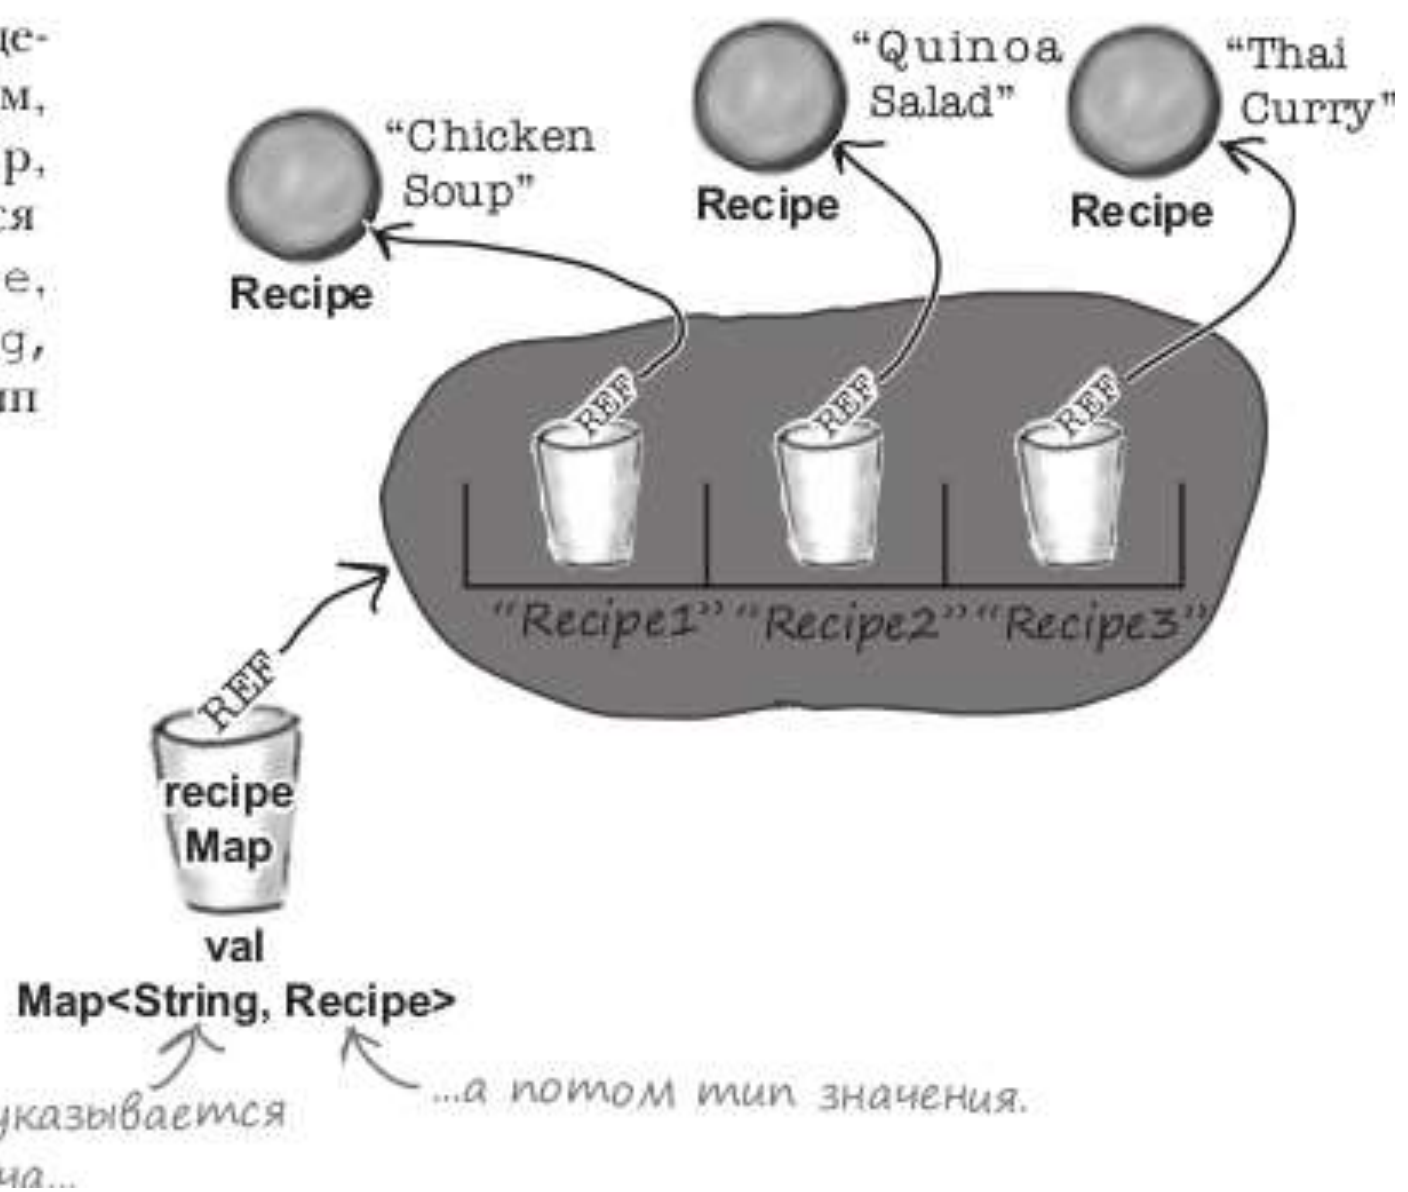 “Quinoa
Salad”
“Thai
Curry”
“Chicken
Soup”
Recipe
Recipe
Recipe
REF
REF
REF
“Recipe1” “Recipe2” “Recipe3”
REF
recipe
Map
val
Map<String, Recipe>
...а потом тип значения.
указывается